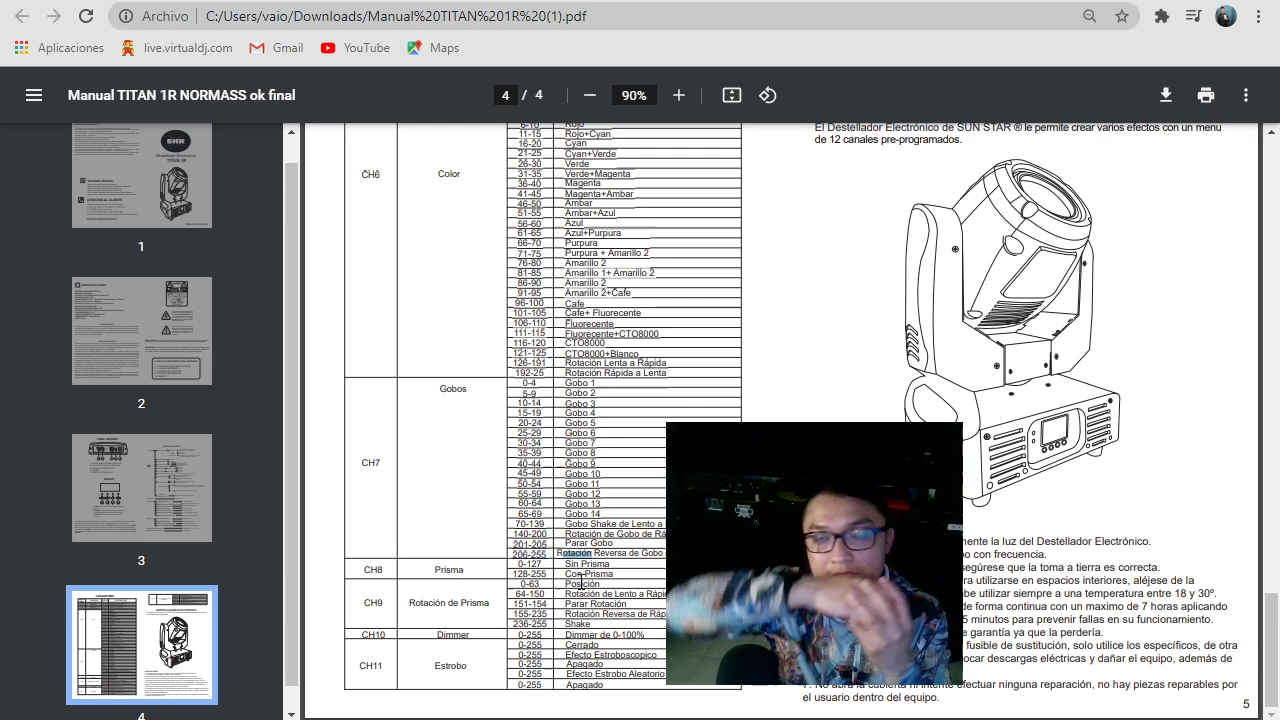 Archivo C:/Users/vaio/Downloads/Manual%20TITAN%201R%20(1).pdf
Aplicaciones live.virtualdj.com Gmail YouTube Maps
Manual TITAN 1R NORMASS ok final 4 / 4 90%
SHR
TITAN 1R
1
2
3
4
6-10 Rojo
11-15 Rojo+Cyan
16-20 Cyan
21-25 Cyan+Verde
26-30 Verde
CH6 Color 31-35 Verde+Magenta
36-40 Magenta
41-45 Magenta+Ambar
46-50 Ambar
51-55 Ambar+Azul
56-60 Azul
61-65 Azul+Purpura
66-70 Purpura
71-75 Purpura + Amarillo 2
76-80 Amarillo 2
81-85 Amarillo 1+ Amarillo 2
86-90 Amarillo 2
91-95 Amarillo 2+Cafe
96-100 Cafe
101-105 Cafe+ Fluorecente
106-110 Fluorecente
111-115 Fluorecente+CTO8000
116-120 CTO8000
121-125 CTO8000+Blanco
126-191 Rotación Lenta a Rápida
192-25 Rotación Rápida a Lenta
CH7 Gobos 0-4 Gobo 1
5-9 Gobo 2
10-14 Gobo 3
15-19 Gobo 4
20-24 Gobo 5
25-29 Gobo 6
30-34 Gobo 7
35-39 Gobo 8
40-44 Gobo 9
45-49 Gobo 10
50-54 Gobo 11
55-59 Gobo 12
60-64 Gobo 13
65-69 Gobo 14
70-139 Gobo Shake de Lento a
140-200 Rotación de Gobo de Rá
201-205 Parar Gobo
206-255 Rotación Reversa de Gobo
CH8 Prisma 0-127 Sin Prisma
128-255 Con Prisma
CH9 Rotación de Prisma 0-63 Posición
64-150 Rotación de Lenta a Rápi
151-154 Parar Rotación
155-235 Rotación Reversa de Ráp
236-255 Shake
CH10 Dimmer 0-255 Dimmer de 0-100%
CH11 Estrobo 0-255 Cerrado
0-255 Efecto Estroboscopico
0-255 Apagado
0-255 Efecto Estrobo Aleatorio
0-255 Apagado
El Destellador Electrónico de SUN STAR ® le permite crear varios efectos con un menu
de 12 canales pre-programados.
mente la luz del Destellador Electrónico.
o con frecuencia.
segúrese que la toma a tierra es correcta.
ra utilizarse en espacios interiores, aléjese de la
ebe utilizar siempre a una temperatura entre 18 y 30º.
de forma continua con un maximo de 7 horas aplicando
5 minutos para prevenir fallas en su funcionamiento.
e garantía ya que la perdería.
fusible de sustitución, solo utilice los específicos, de otra
ocar descargas eléctricas y dañar el equipo, además de
ninguna reparación, no hay piezas reparables por
el usuario dentro del equipo.
5